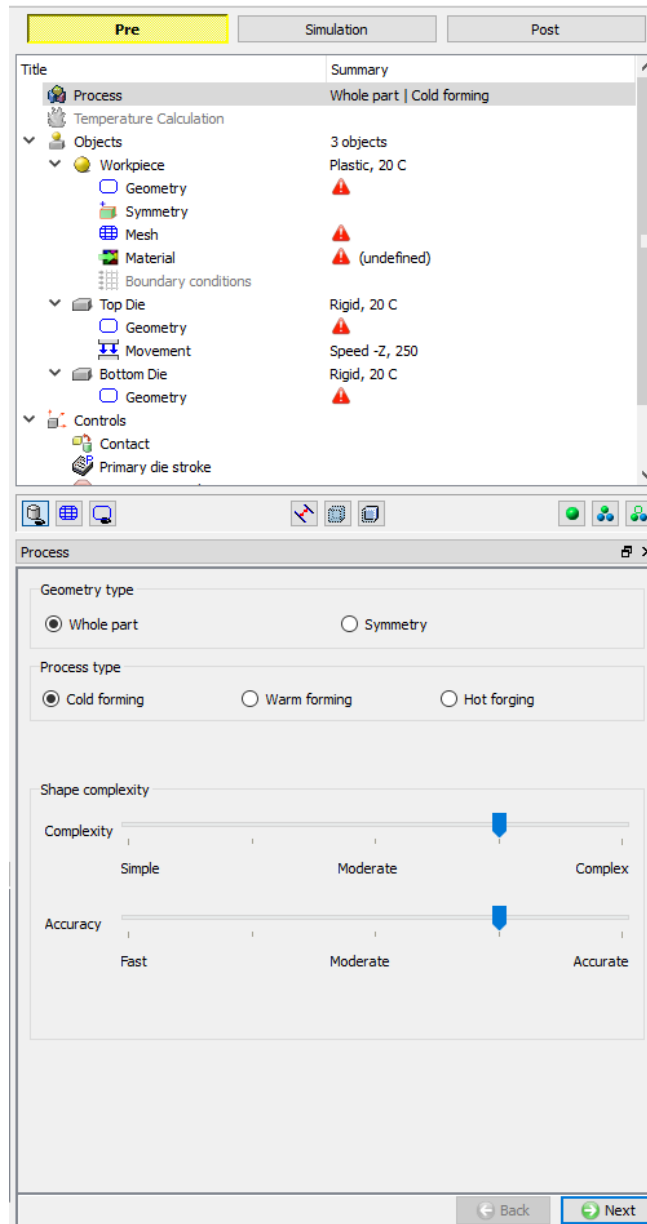 Pre Simulation Post
Title Summary
Process Whole part | Cold forming
Temperature Calculation
Objects 3 objects
Workpiece Plastic, 20 C
Geometry
Symmetry
Mesh
Material (undefined)
Boundary conditions
Top Die Rigid, 20 C
Geometry
Movement Speed -Z, 250
Bottom Die Rigid, 20 C
Geometry
Controls
Contact
Primary die stroke
Process
Geometry type
Whole part Symmetry
Process type
Cold forming Warm forming Hot forging
Shape complexity
Complexity
Simple Moderate Complex
Accuracy
Fast Moderate Accurate
Back Next